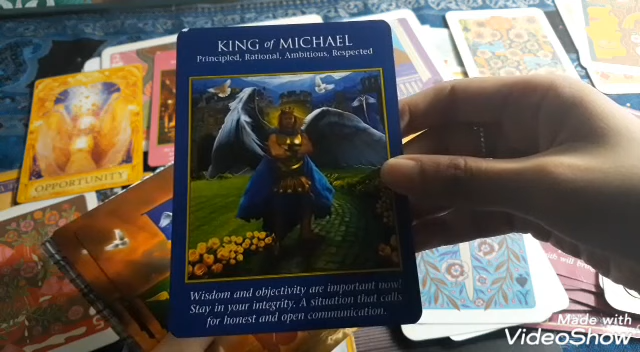 KING of MICHAEL
Principled, Rational, Ambitious, Respected
OPPORTUNITY
Wisdom and objectivity are important now!
Stay in your integrity. A situation that calls
for honest and open communication.
Made with
VideoShow